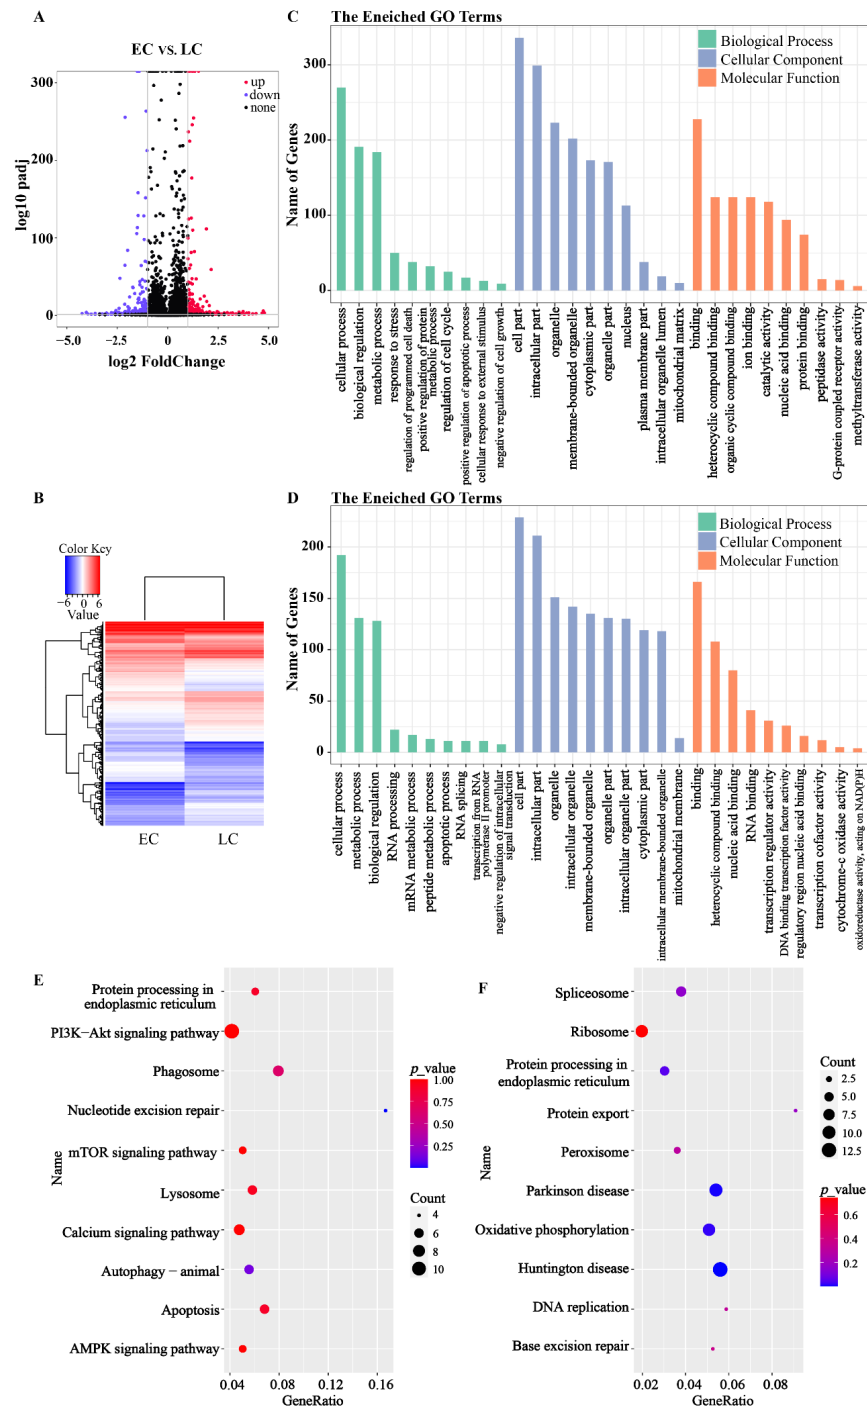 A
EC VS. LC
up
down
none
300
200
100
0
log10 padj
−5.0
−2.5
0
2.5
5.0
log2 FoldChange
B
Color Key
−6
0
6
Value
EC
LC
C
The Eneiched GO Terms
Biological Process
Cellular Component
Molecular Function
300
200
100
0
Name of Genes
cellular process
biological regulation
metabolic process
response to stress
regulation of programmed cell death
positive regulation of protein
metabolic process
regulation of cell cycle
positive regulation of apoptotic process
cellular response to external stimulus
negative regulation of cell growth
cell part
intracellular part
organelle
membrane-bounded organelle
cytoplasmic part
organelle part
nucleus
plasma membrane part
intracellular organelle lumen
mitochondrial matrix
binding
heterocyclic compound binding
organic cyclic compound binding
ion binding
catalytic activity
nucleic acid binding
protein binding
peptidase activity
G-protein coupled receptor activity
methyltransferase activity
D
The Eneiched GO Terms
Biological Process
Cellular Component
Molecular Function
200
150
100
50
0
Name of Genes
cellular process
metabolic process
biological regulation
RNA processing
mRNA metabolic process
peptide metabolic process
apoptotic process
RNA splicing
transcription from RNA
polymerase II promoter
negative regulation of intracellular
signal transduction
cell part
intracellular part
organelle
intracellular organelle
membrane-bounded organelle
organelle part
intracellular organelle part
cytoplasmic part
intracellular membrane-bounded organelle
mitochondrial membrane
binding
heterocyclic compound binding
nucleic acid binding
RNA binding
transcription regulator activity
DNA binding transcription factor activity
regulatory region nucleic acid binding
transcription cofactor activity
cytochrome-c oxidase activity
oxidoreductase activity, acting on NAD(P)H
E
Protein processing in
endoplasmic reticulum
PI3K−Akt signaling pathway
Phagosome
Nucleotide excision repair
mTOR signaling pathway
Lysosome
Calcium signaling pathway
Autophagy − animal
Apoptosis
AMPK signaling pathway
Name
0.04
0.08
0.12
0.16
GeneRatio
p_value
1.00
0.75
0.50
0.25
Count
4
6
8
10
F
Spliceosome
Ribosome
Protein processing in
endoplasmic reticulum
Protein export
Peroxisome
Parkinson disease
Oxidative phosphorylation
Huntington disease
DNA replication
Base excision repair
Name
0.02
0.04
0.06
0.08
GeneRatio
Count
2.5
5.0
7.5
10.0
12.5
p_value
0.6
0.4
0.2